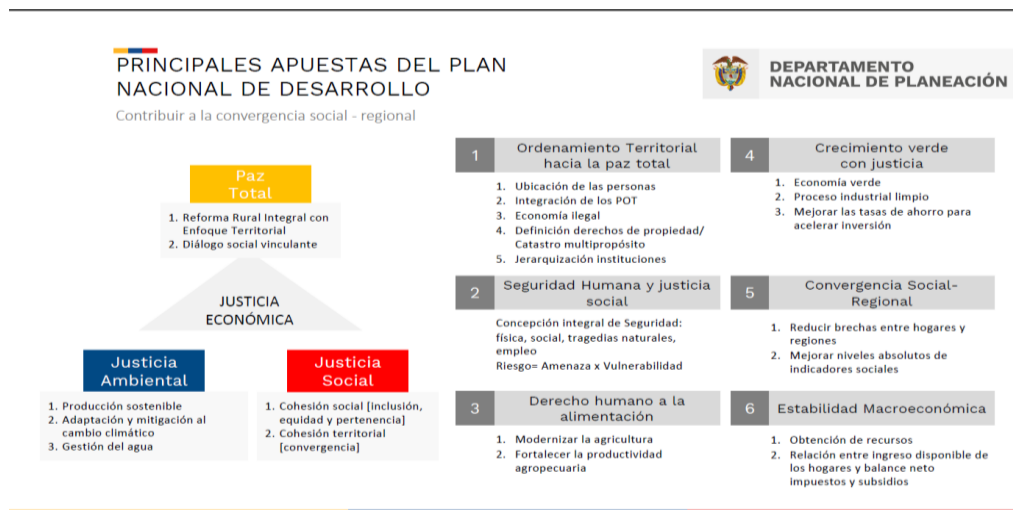 PRINCIPALES APUESTAS DEL PLAN
NACIONAL DE DESARROLLO
Contribuir a la convergencia social - regional
DEPARTAMENTO
NACIONAL DE PLANEACIÓN
Paz
Total
1. Reforma Rural Integral con
Enfoque Territorial
2. Diálogo social vinculante
JUSTICIA
ECONÓMICA
Justicia
Ambiental
1. Producción sostenible
2. Adaptación y mitigación al
cambio climático
3. Gestión del agua
Justicia
Social
1. Cohesión social [inclusión,
equidad y pertenencia]
2. Cohesión territorial
[convergencia]
1
Ordenamiento Territorial
hacia la paz total
1. Ubicación de las personas
2. Integración de los POT
3. Economía ilegal
4. Definición derechos de propiedad/
Catastro multipropósito
5. Jerarquización instituciones
2
Seguridad Humana y justicia
social
Concepción integral de Seguridad:
física, social, tragedias naturales,
empleo
Riesgo= Amenaza x Vulnerabilidad
3
Derecho humano a la
alimentación
1. Modernizar la agricultura
2. Fortalecer la productividad
agropecuaria
4
Crecimiento verde
con justicia
1. Economía verde
2. Proceso industrial limpio
3. Mejorar las tasas de ahorro para
acelerar inversión
5
Convergencia Social-
Regional
1. Reducir brechas entre hogares y
regiones
2. Mejorar niveles absolutos de
indicadores sociales
6
Estabilidad Macroeconómica
1. Obtención de recursos
2. Relación entre ingreso disponible de
los hogares y balance neto
impuestos y subsidios